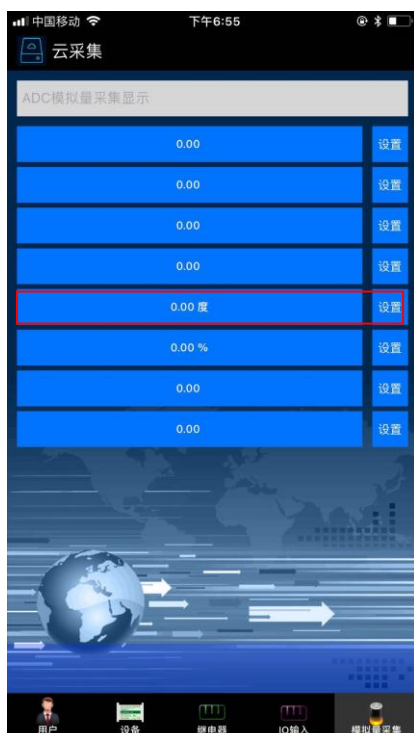 中国移动 下午6:55
云采集
ADC模拟量采集显示
0.00 设置
0.00 设置
0.00 设置
0.00 设置
0.00 度 设置
0.00 % 设置
0.00 设置
0.00 设置
用户 设备 继电器 IO输入 模拟量采集